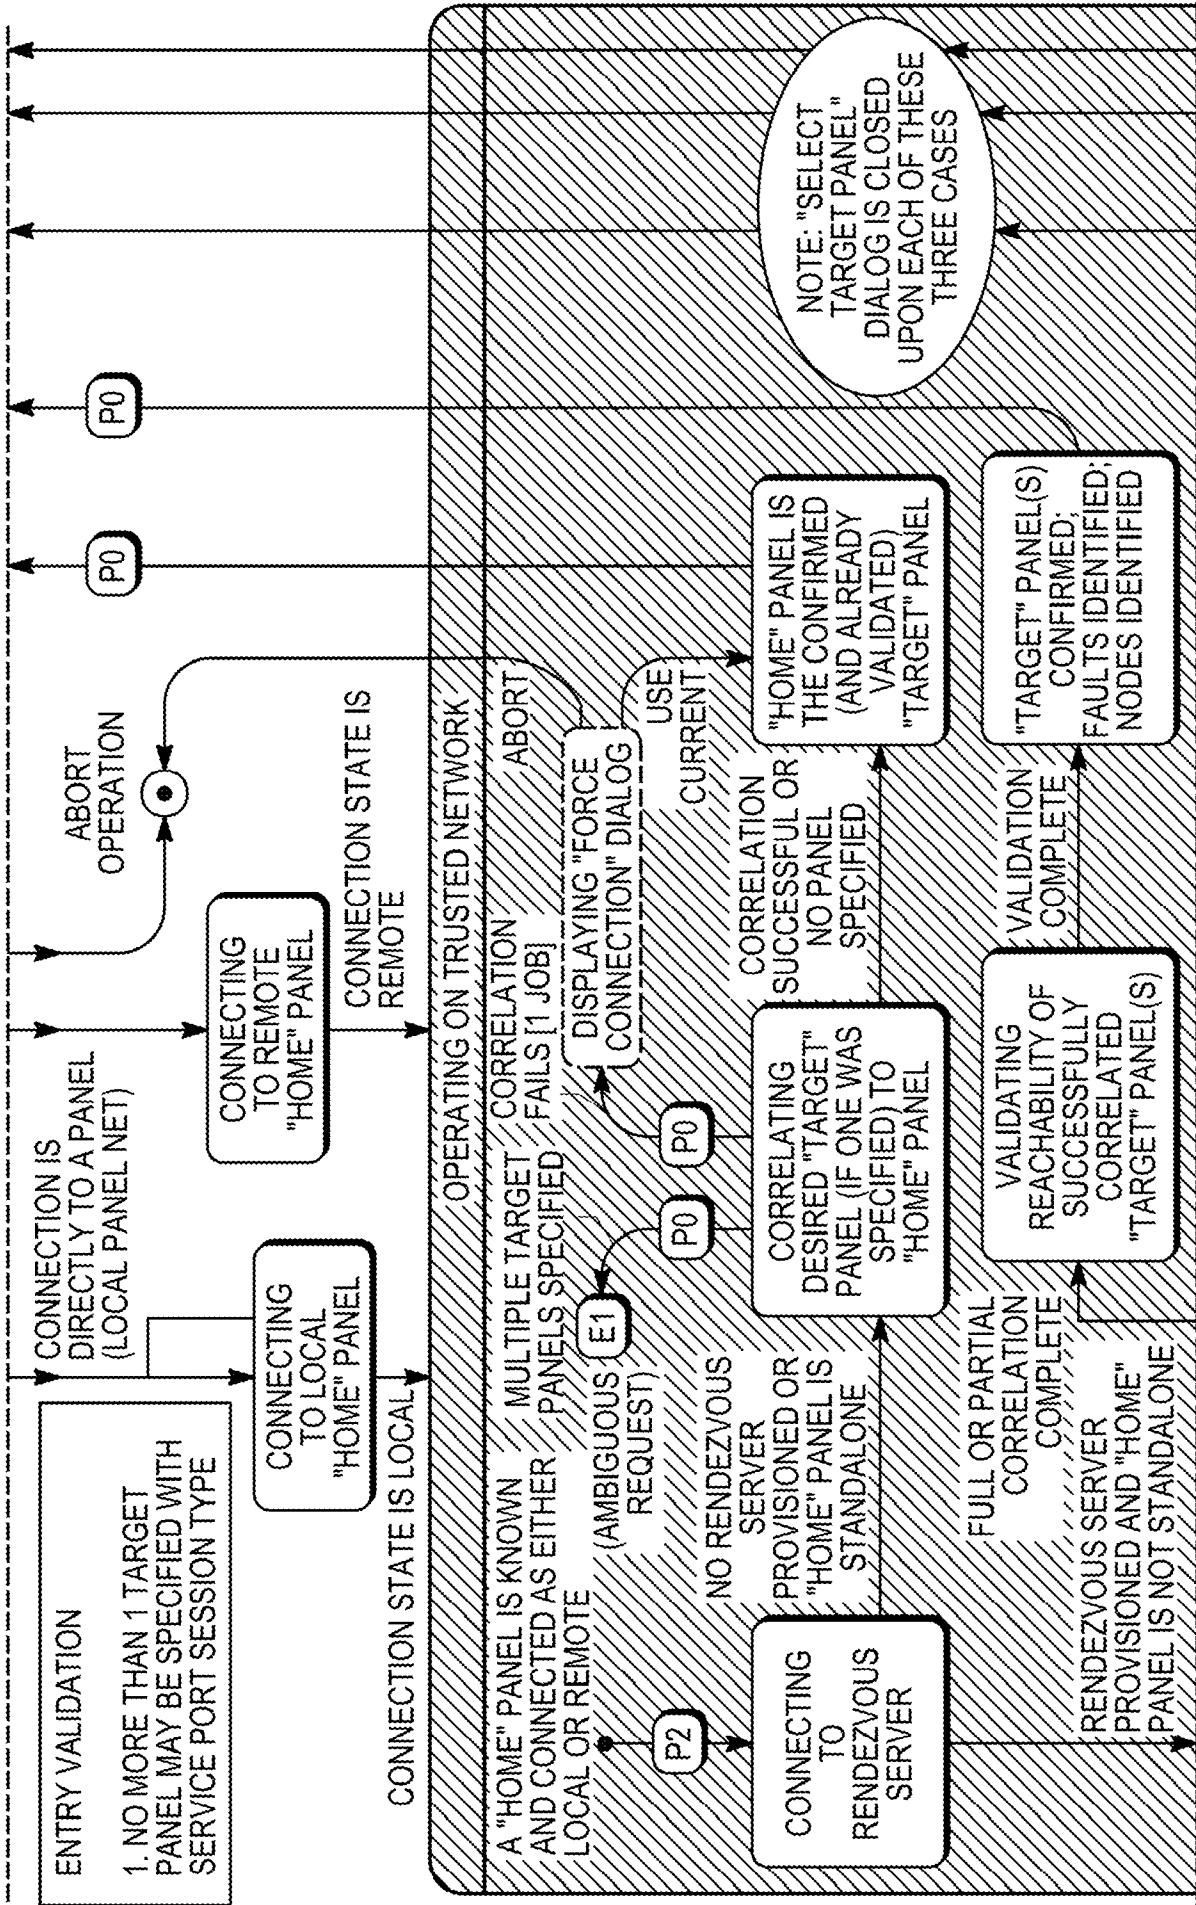 ENTRY VALIDATION
1. NO MORE THAN 1 TARGET
PANEL MAY BE SPECIFIED WITH
SERVICE PORT SESSION TYPE
CONNECTION IS
DIRECTLY TO A PANEL
(LOCAL PANEL NET)
CONNECTING
TO LOCAL
"HOME" PANEL
CONNECTION STATE IS LOCAL
CONNECTING
TO REMOTE
"HOME" PANEL
CONNECTION STATE IS
REMOTE
ABORT
OPERATION
P0
P0
OPERATING ON TRUSTED NETWORK
A "HOME" PANEL IS KNOWN
AND CONNECTED AS EITHER
LOCAL OR REMOTE
P2
CONNECTING
TO
RENDEZVOUS
SERVER
MULTIPLE TARGET
PANELS SPECIFIED
E1
(AMBIGUOUS
REQUEST)
P0
CORRELATION
FAILS [1 JOB]
P0
DISPLAYING "FORCE
CONNECTION" DIALOG
ABORT
USE
CURRENT
NO RENDEZVOUS
SERVER
PROVISIONED OR
"HOME" PANEL IS
STANDALONE
CORRELATING
DESIRED "TARGET"
PANEL (IF ONE WAS
SPECIFIED) TO
"HOME" PANEL
CORRELATION
SUCCESSFUL OR
NO PANEL
SPECIFIED
"HOME" PANEL IS
THE CONFIRMED
(AND ALREADY
VALIDATED)
"TARGET" PANEL
NOTE: "SELECT
TARGET PANEL"
DIALOG IS CLOSED
UPON EACH OF THESE
THREE CASES
RENDEZVOUS SERVER
PROVISIONED AND "HOME"
PANEL IS NOT STANDALONE
FULL OR PARTIAL
CORRELATION
COMPLETE
VALIDATING
REACHABILITY OF
SUCCESSFULLY
CORRELATED
"TARGET" PANEL(S)
VALIDATION
COMPLETE
"TARGET" PANEL(S)
CONFIRMED;
FAULTS IDENTIFIED;
NODES IDENTIFIED